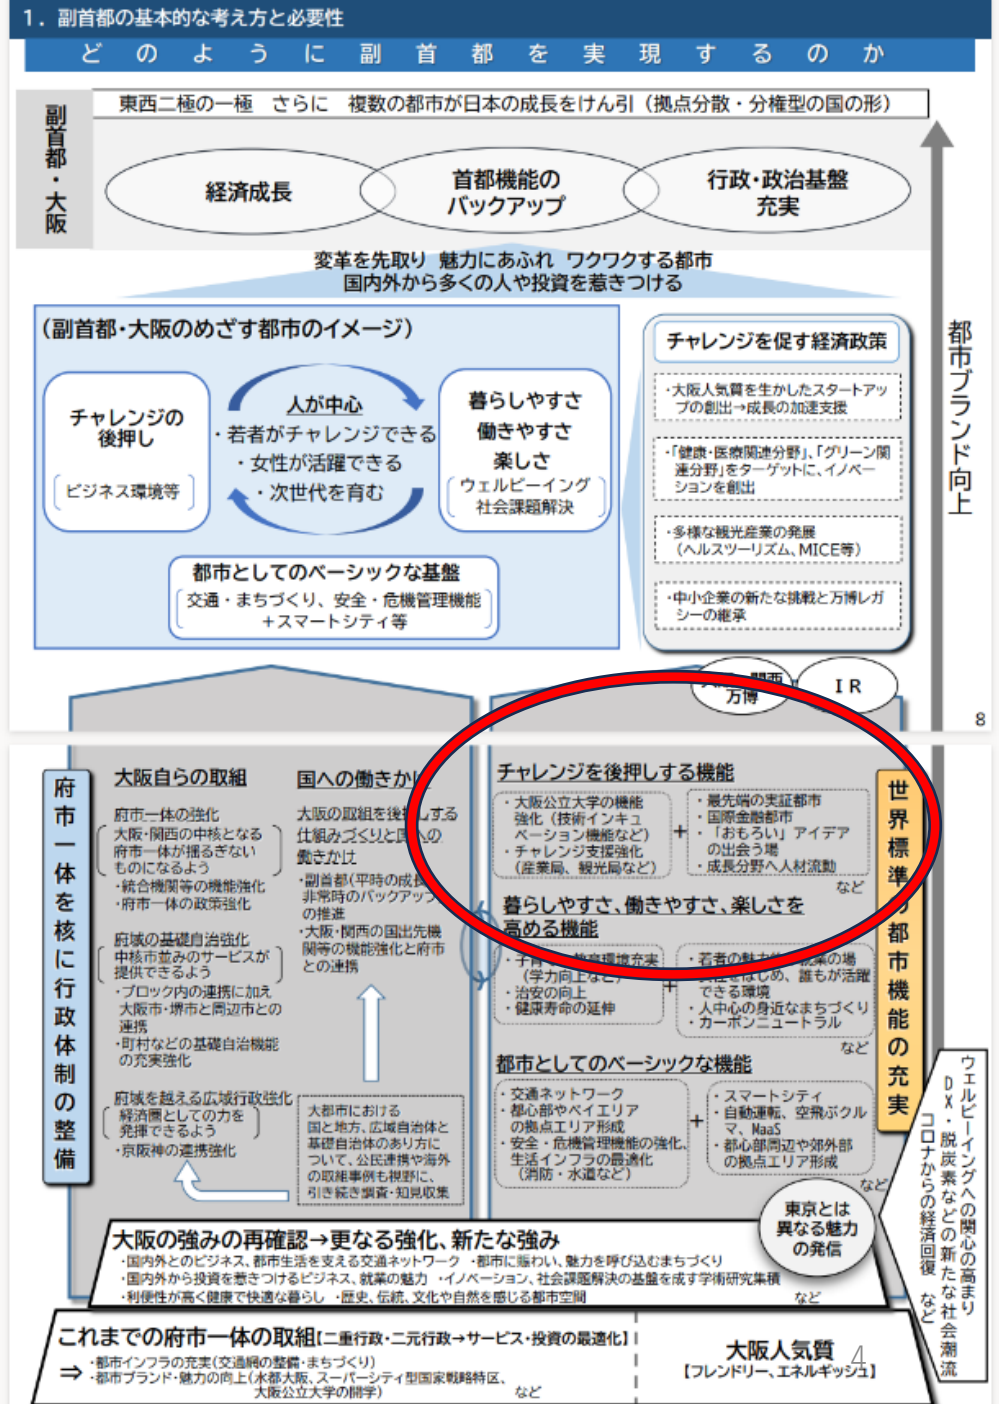 1．副首都の基本的な考え方と必要性
どのように副首都を実現するのか
副首都・大阪
東西二極の一極　さらに　複数の都市が日本の成長をけん引（拠点分散・分権型の国の形）
経済成長
首都機能の
バックアップ
行政・政治基盤
充実
変革を先取り　魅力にあふれ　ワクワクする都市
国内外から多くの人や投資を惹きつける
都市ブランド向上
（副首都・大阪のめざす都市のイメージ）
チャレンジの
後押し
ビジネス環境等
人が中心
・若者がチャレンジできる
・女性が活躍できる
・次世代を育む
暮らしやすさ
働きやすさ
楽しさ
ウェルビーイング
社会課題解決
都市としてのベーシックな基盤
交通・まちづくり、安全・危機管理機能
＋スマートシティ等
チャレンジを促す経済政策
・大阪人気質を生かしたスタートアッ
プの創出→成長の加速支援
・「健康・医療関連分野」、「グリーン関
連分野」をターゲットに、イノベー
ションを創出
・多様な観光産業の発展
（ヘルスツーリズム、MICE等）
・中小企業の新たな挑戦と万博レガ
シーの継承
関西
万博
ＩＲ
8
府市一体を核に行政体制の整備
大阪自らの取組
府市一体の強化
大阪・関西の中核となる
府市一体が揺るぎない
ものになるよう
・統合機関等の機能強化
・府市一体の政策強化
府域の基礎自治強化
中核市並みのサービスが
提供できるよう
・ブロック内の連携に加え
大阪市・堺市と周辺市との
連携
・町村などの基礎自治機能
の充実強化
府域を越える広域行政強化
経済圏としての力を
発揮できるよう
・京阪神の連携強化
国への働きかけ
大阪の取組を後押しする
仕組みづくりと国への
働きかけ
・副首都（平時の成長
非常時のバックアップ
の推進
・大阪・関西の国出先機
関等の機能強化と府市
との連携
大都市における
国と地方、広域自治体と
基礎自治体のあり方に
ついて、公民連携や海外
の取組事例も視野に、
引き続き調査・知見収集
チャレンジを後押しする機能
・大阪公立大学の機能
強化（技術インキュ
ベーション機能など）
・チャレンジ支援強化
（産業局、観光局など）
＋
・最先端の実証都市
・国際金融都市
・「おもろい」アイデア
の出会う場
・成長分野へ人材流動
など
暮らしやすさ、働きやすさ、楽しさを
高める機能
教育環境充実
（学力向上など）
・治安の向上
・健康寿命の延伸
＋
・若者の魅力 就業の場
をはじめ、誰もが活躍
できる環境
・人中心の身近なまちづくり
・カーボンニュートラル
など
都市としてのベーシックな機能
・交通ネットワーク
・都心部やベイエリア
の拠点エリア形成
・安全・危機管理機能の強化、
生活インフラの最適化
（消防・水道など）
＋
・スマートシティ
・自動運転、空飛ぶクル
マ、MaaS
・都心部周辺や郊外部
の拠点エリア形成
など
世界標準の都市機能の充実
ウェルビーイングへの関心の高まり
DX・脱炭素などの新たな社会潮流
コロナからの経済回復　など
東京とは
異なる魅力
の発信
大阪の強みの再確認→更なる強化、新たな強み
・国内外とのビジネス、都市生活を支える交通ネットワーク　・都市に賑わい、魅力を呼び込むまちづくり
・国内外から投資を惹きつけるビジネス、就業の魅力　・イノベーション、社会課題解決の基盤を成す学術研究集積
・利便性が高く健康で快適な暮らし　・歴史、伝統、文化や自然を感じる都市空間　など
これまでの府市一体の取組【二重行政・二元行政→サービス・投資の最適化】
⇒ ・都市インフラの充実（交通網の整備・まちづくり）
・都市ブランド・魅力の向上（水都大阪、スーパーシティ型国家戦略特区、
大阪公立大学の開学）　など
大阪人気質
【フレンドリー、エネルギッシュ】
4